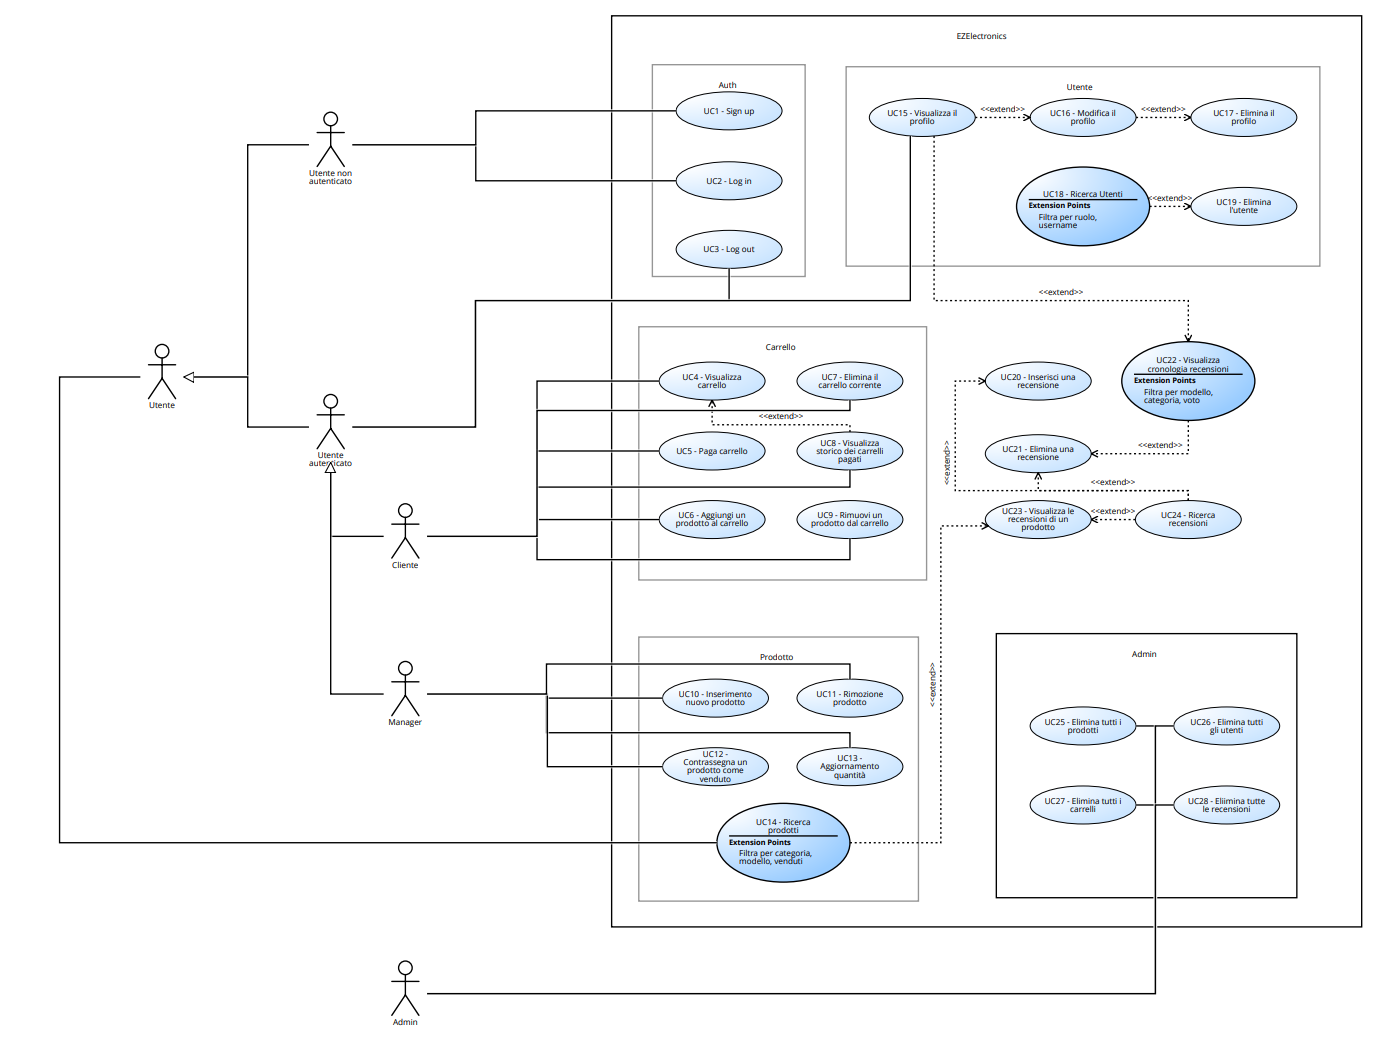 EZElectronics
Auth
UC1 - Sign up
UC2 - Log in
UC3 - Log out
Utente
UC15 - Visualizza il
profilo
<<extend>>
UC16 - Modifica il
profilo
<<extend>>
UC17 - Elimina il
profilo
UC18 - Ricerca Utenti
Extension Points
Filtra per ruolo,
username
<<extend>>
UC19 - Elimina
l'utente
Utente non
autenticato
Utente
Utente
autenticato
Cliente
Manager
Admin
<<extend>>
Carrello
UC4 - Visualizza
carrello
UC7 - Elimina il
carrello corrente
<<extend>>
UC5 - Paga carrello
UC8 - Visualizza
storico dei carrelli
pagati
UC6 - Aggiungi un
prodotto al carrello
UC9 - Rimuovi un
prodotto dal carrello
UC20 - Inserisci una
recensione
UC22 - Visualizza
cronologia recensioni
Extension Points
Filtra per modello,
categoria, voto
<<extend>>
UC21 - Elimina una
recensione
<<extend>>
<<extend>>
UC23 - Visualizza le
recensioni di un
prodotto
<<extend>>
UC24 - Ricerca
recensioni
<<extend>>
Prodotto
UC10 - Inserimento
nuovo prodotto
UC11 - Rimozione
prodotto
UC12 -
Contrassegna un
prodotto come
venduto
UC13 -
Aggiornamento
quantità
UC14 - Ricerca
prodotti
Extension Points
Filtra per categoria,
modello, venduti
Admin
UC25 - Elimina tutti i
prodotti
UC26 - Elimina tutti
gli utenti
UC27 - Elimina tutti i
carrelli
UC28 - Eliimina tutte
le recensioni